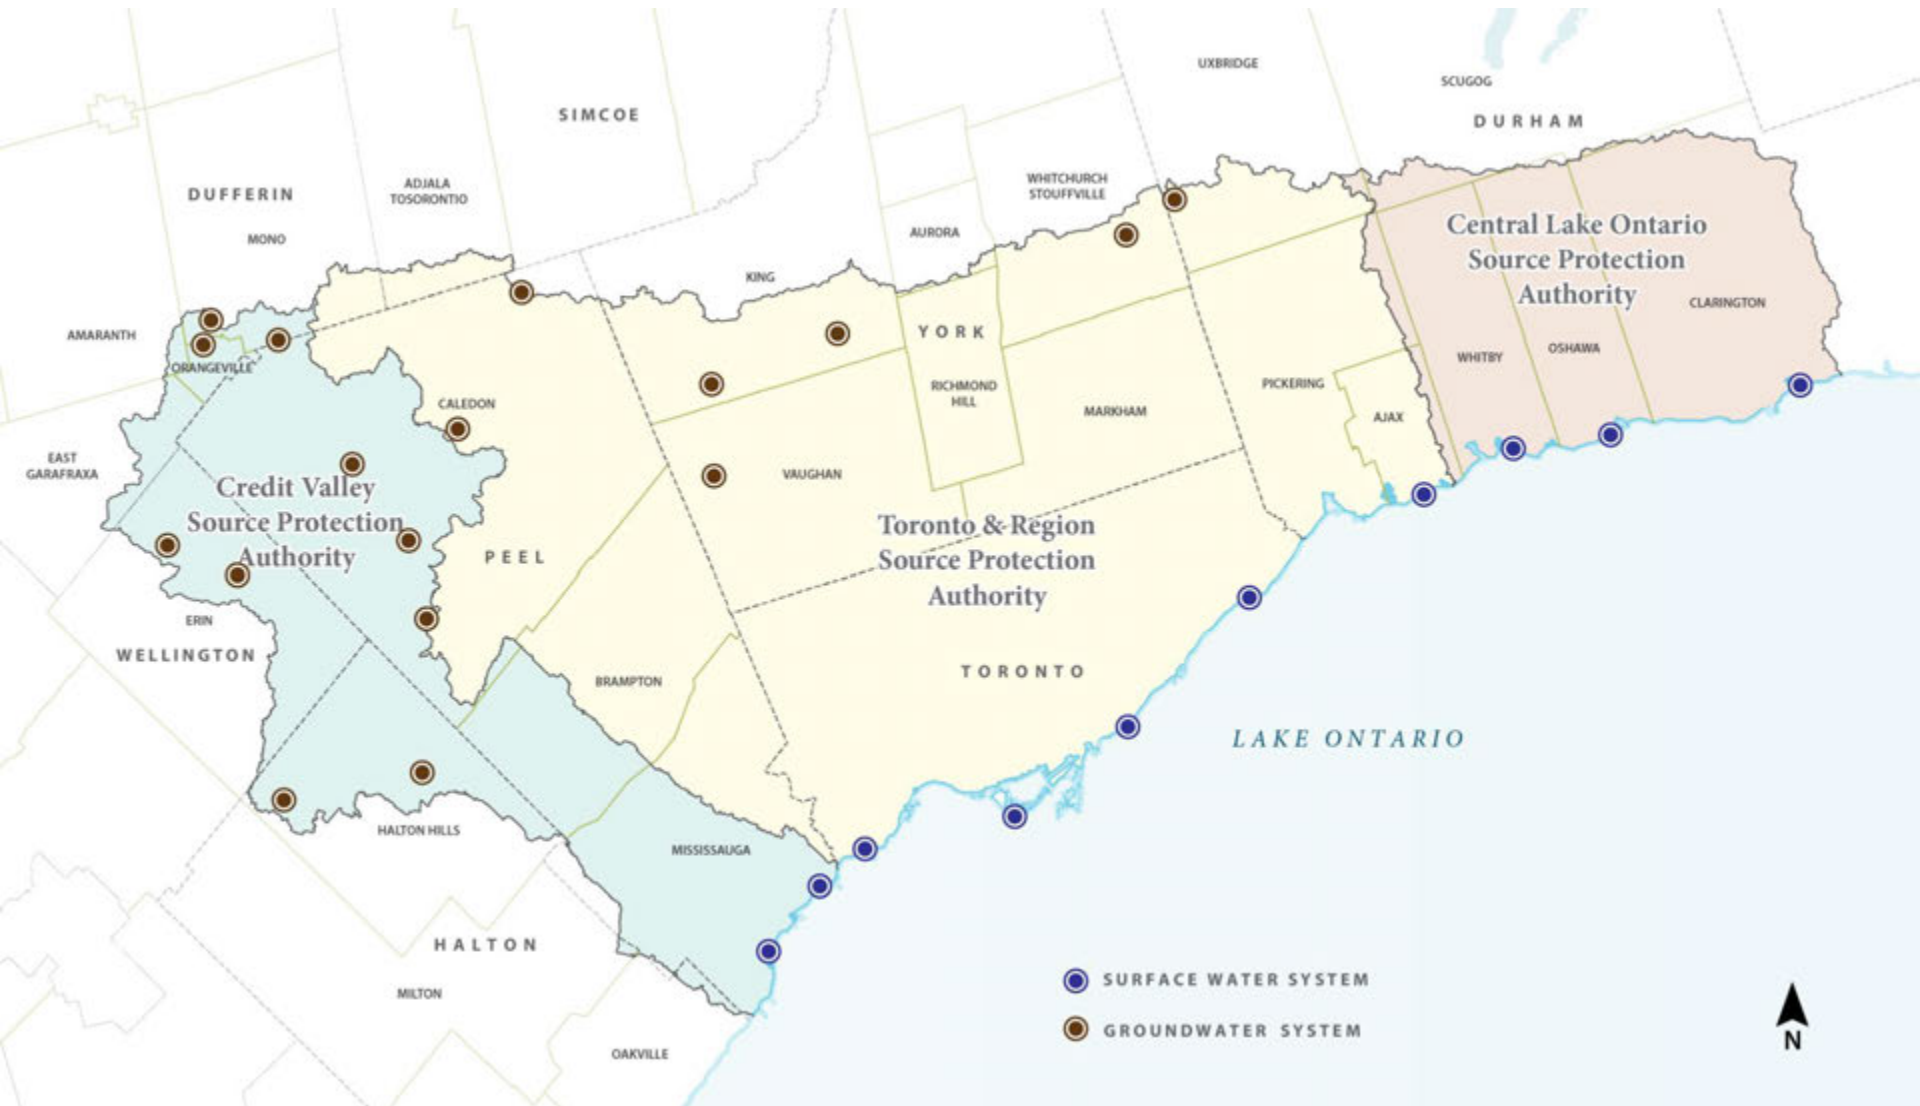 UXBRIDGE
SCUGOG
SIMCOE
DURHAM
WHITCHURCH
STOUFFVILLE
ADJALA
TOSORONTIO
DUFFERIN
MONO
AURORA
Central Lake Ontario
Source Protection
Authority
KING
CLARINGTON
AMARANTH
YORK
OSHAWA
WHITBY
ORANGEVILLE
RICHMOND
HILL
PICKERING
CALEDON
MARKHAM
AJAX
EAST
GARAFRAXA
VAUGHAN
Credit Valley
Source Protection
Authority
Toronto & Region
Source Protection
Authority
PEEL
ERIN
WELLINGTON
BRAMPTON
TORONTO
LAKE ONTARIO
HALTON HILLS
MISSISSAUGA
HALTON
MILTON
SURFACE WATER SYSTEM
GROUNDWATER SYSTEM
N
OAKVILLE